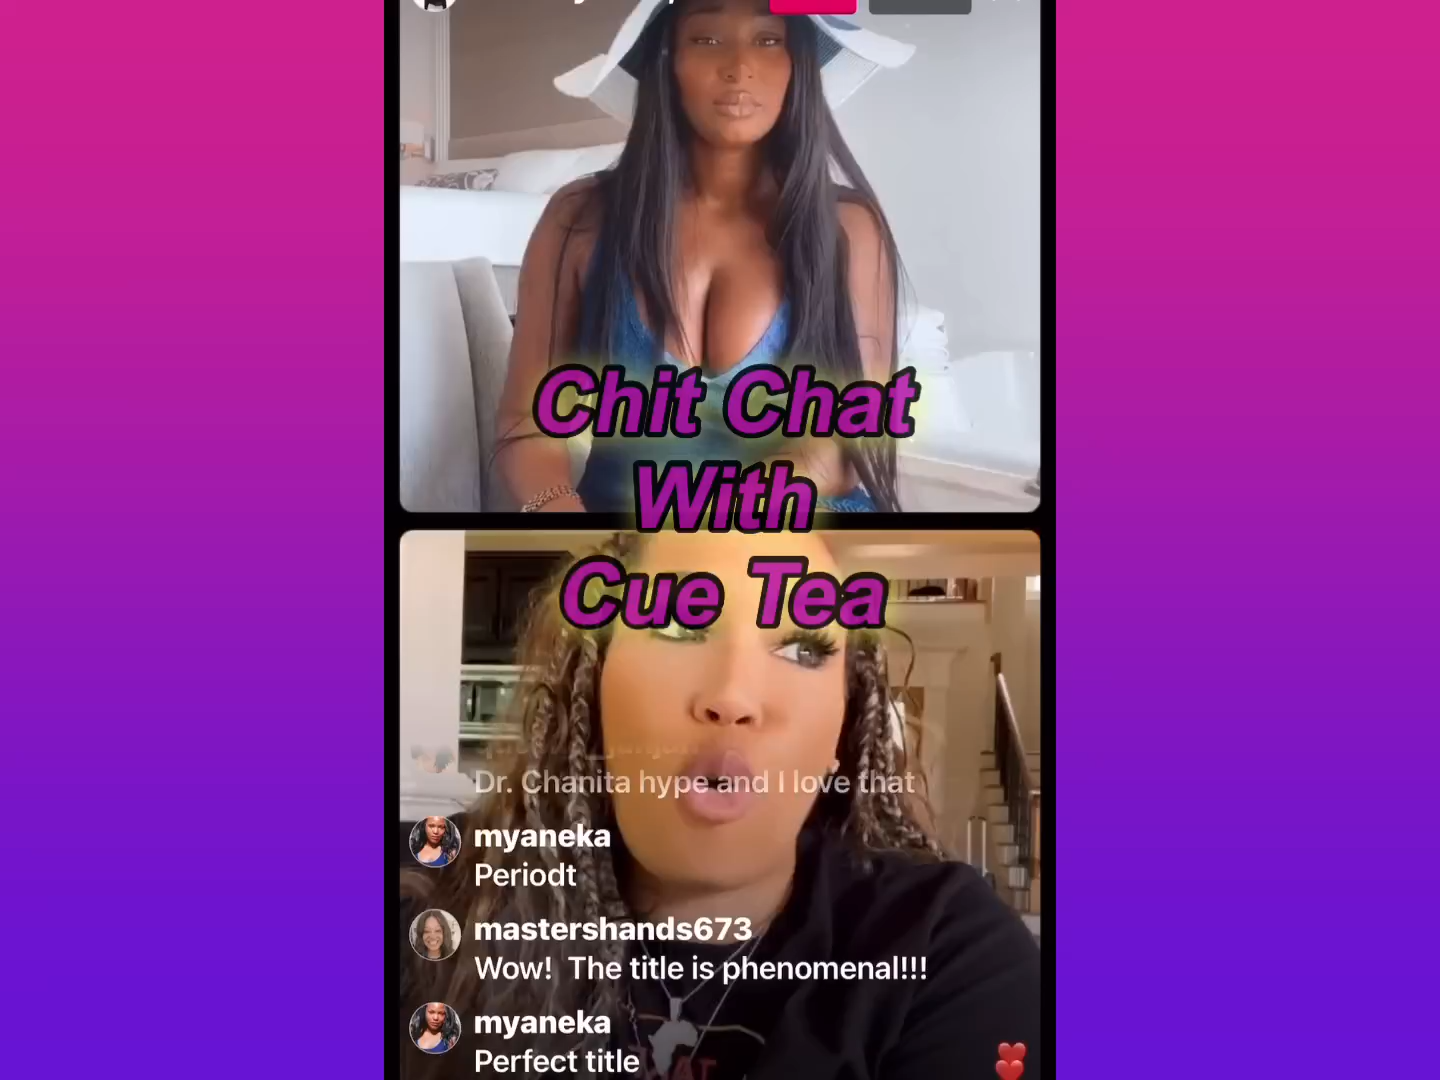 Chit Chat
With
Cue Tea
Dr. Chanita hype and I love that
myaneka
Periodt
mastershands673
Wow!  The title is phenomenal!!!
myaneka
Perfect title